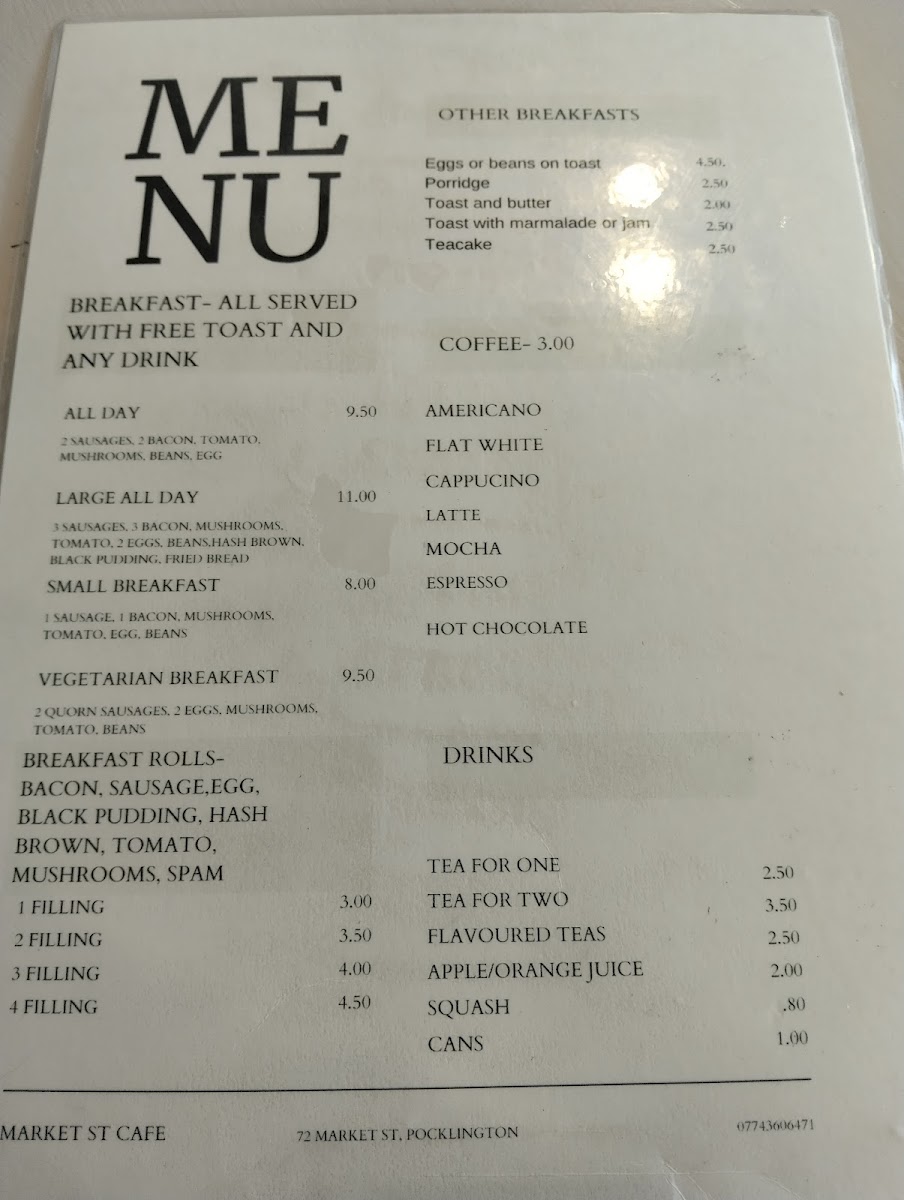 ME
NU
BREAKFAST- ALL SERVED
WITH FREE TOAST AND
ANY DRINK
ALL DAY 9.50
2 SAUSAGES, 2 BACON, TOMATO,
MUSHROOMS, BEANS, EGG
LARGE ALL DAY 11.00
3 SAUSAGES, 3 BACON, MUSHROOMS,
TOMATO, 2 EGGS, BEANS,HASH BROWN,
BLACK PUDDING, FRIED BREAD
SMALL BREAKFAST 8.00
1 SAUSAGE, 1 BACON, MUSHROOMS,
TOMATO, EGG, BEANS
VEGETARIAN BREAKFAST 9.50
2 QUORN SAUSAGES, 2 EGGS, MUSHROOMS,
TOMATO, BEANS
BREAKFAST ROLLS-
BACON, SAUSAGE,EGG,
BLACK PUDDING, HASH
BROWN, TOMATO,
MUSHROOMS, SPAM
1 FILLING 3.00
2 FILLING 3.50
3 FILLING 4.00
4 FILLING 4.50
OTHER BREAKFASTS
Eggs or beans on toast 4.50.
Porridge 2.50
Toast and butter 2.00
Toast with marmalade or jam 2.50
Teacake 2.50
COFFEE- 3.00
AMERICANO
FLAT WHITE
CAPPUCINO
LATTE
MOCHA
ESPRESSO
HOT CHOCOLATE
DRINKS
TEA FOR ONE 2.50
TEA FOR TWO 3.50
FLAVOURED TEAS 2.50
APPLE/ORANGE JUICE 2.00
SQUASH .80
CANS 1.00
MARKET ST CAFE 72 MARKET ST, POCKLINGTON 07743606471